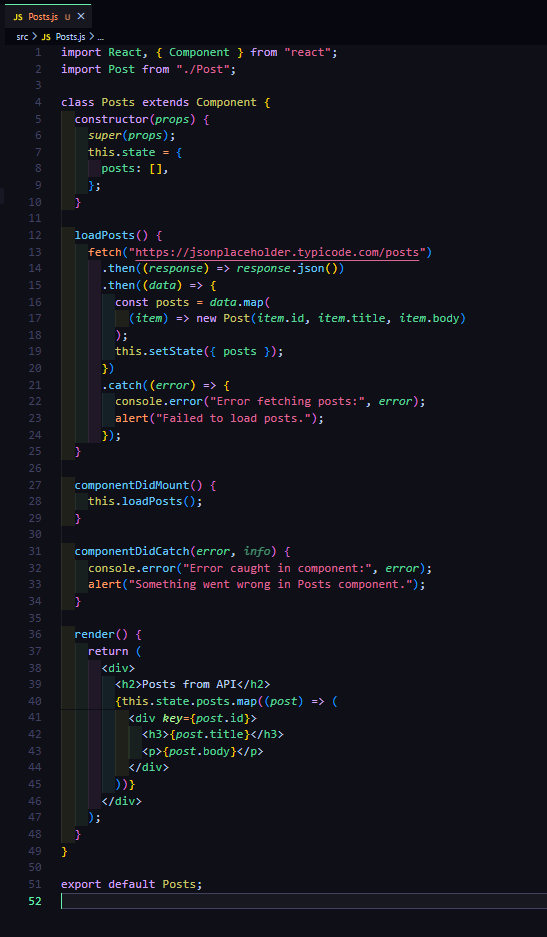 JS Posts.js U ×
src > JS Posts.js > ...
1 import React, { Component } from "react";
2 import Post from "./Post";
3
4 class Posts extends Component {
5 constructor(props) {
6 super(props);
7 this.state = {
8 posts: [],
9 };
10 }
11
12 loadPosts() {
13 fetch("https://jsonplaceholder.typicode.com/posts")
14 .then((response) => response.json())
15 .then((data) => {
16 const posts = data.map(
17 (item) => new Post(item.id, item.title, item.body)
18 );
19 this.setState({ posts });
20 })
21 .catch((error) => {
22 console.error("Error fetching posts:", error);
23 alert("Failed to load posts.");
24 });
25 }
26
27 componentDidMount() {
28 this.loadPosts();
29 }
30
31 componentDidCatch(error, info) {
32 console.error("Error caught in component:", error);
33 alert("Something went wrong in Posts component.");
34 }
35
36 render() {
37 return (
38 <div>
39 <h2>Posts from API</h2>
40 {this.state.posts.map((post) => (
41 <div key={post.id}>
42 <h3>{post.title}</h3>
43 <p>{post.body}</p>
44 </div>
45 ))}
46 </div>
47 );
48 }
49 }
50
51 export default Posts;
52